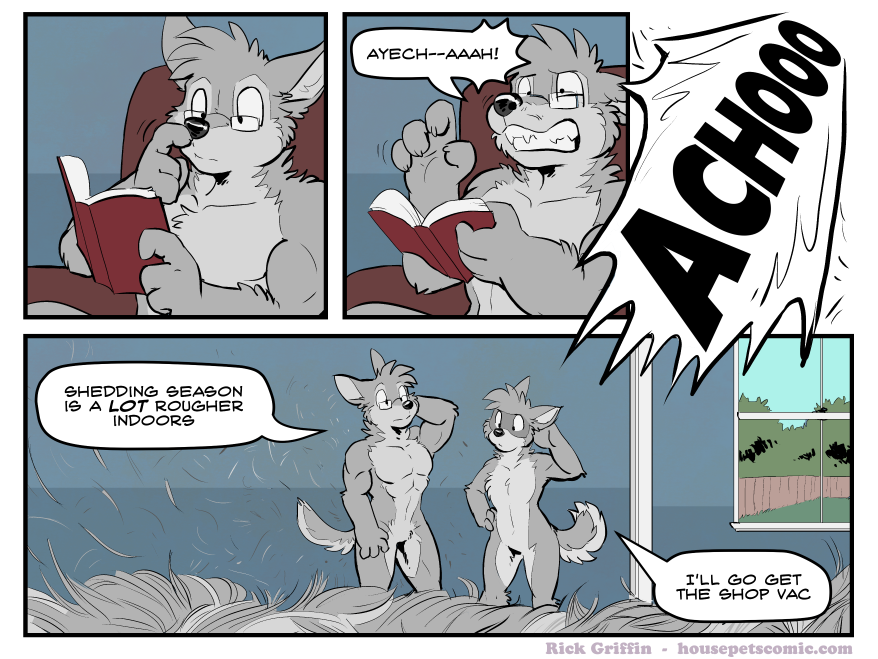 AYECH--AAAH!
ACHOOO
SHEDDING SEASON
IS A LOT ROUGHER
INDOORS
I'LL GO GET
THE SHOP VAC
Rick Griffin - housepetscomic.com